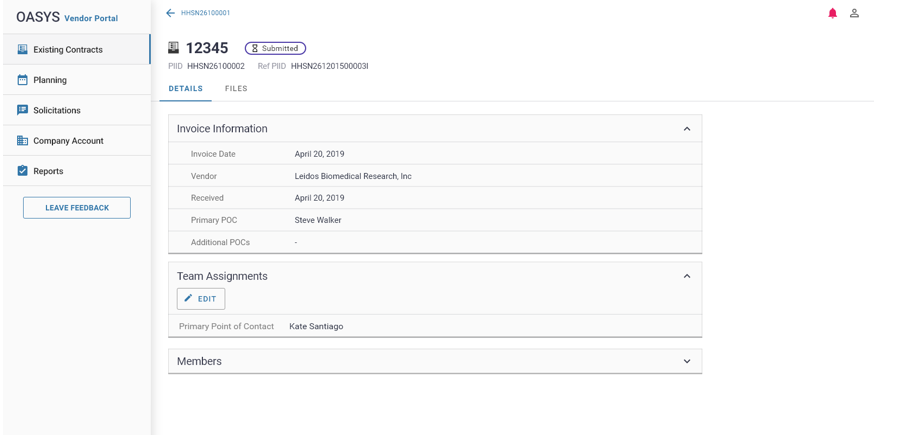 OASYS Vendor Portal
HHSN26100001
Existing Contracts
Planning
Solicitations
Company Account
Reports
LEAVE FEEDBACK
12345 Submitted
PIID HHSN26100002 Ref PIID HHSN261201500003I
DETAILS FILES
Invoice Information
Invoice Date April 20, 2019
Vendor Leidos Biomedical Research, Inc
Received April 20, 2019
Primary POC Steve Walker
Additional POCs -
Team Assignments
EDIT
Primary Point of Contact Kate Santiago
Members